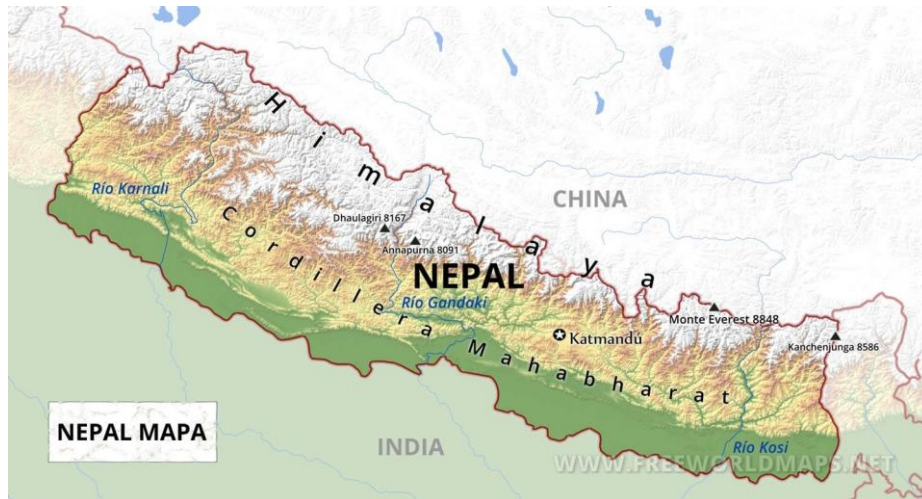 Himalaya
Río Karnali
CHINA
Dhaulagiri 8167
Annapurna 8091
NEPAL
Río Gandaki
Cordillera Mahabharat
Katmandú
Monte Everest 8848
Kanchenjunga 8586
NEPAL MAPA
INDIA
Río Kosi
WWW.FREEWORLDMAPS.NET